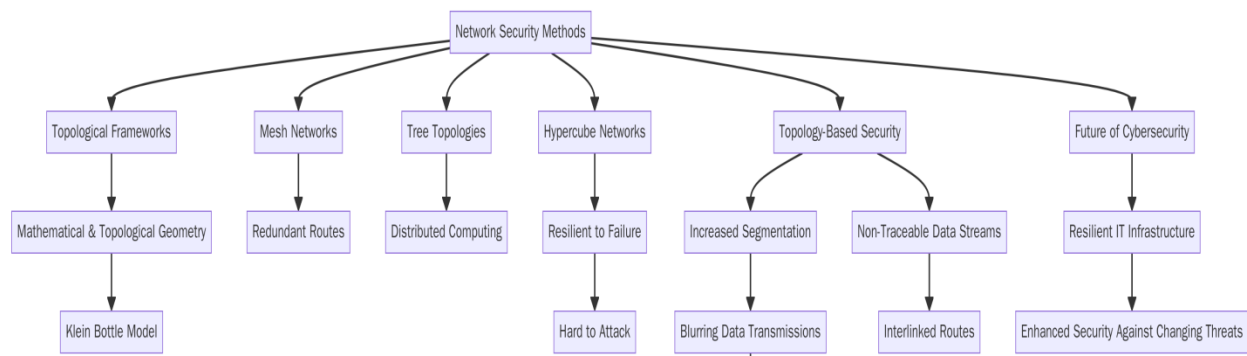 Network Security Methods
Topological Frameworks
Mesh Networks
Tree Topologies
Hypercube Networks
Topology-Based Security
Future of Cybersecurity
Mathematical & Topological Geometry
Redundant Routes
Distributed Computing
Resilient to Failure
Increased Segmentation
Non-Traceable Data Streams
Resilient IT Infrastructure
Klein Bottle Model
Hard to Attack
Blurring Data Transmissions
Interlinked Routes
Enhanced Security Against Changing Threats